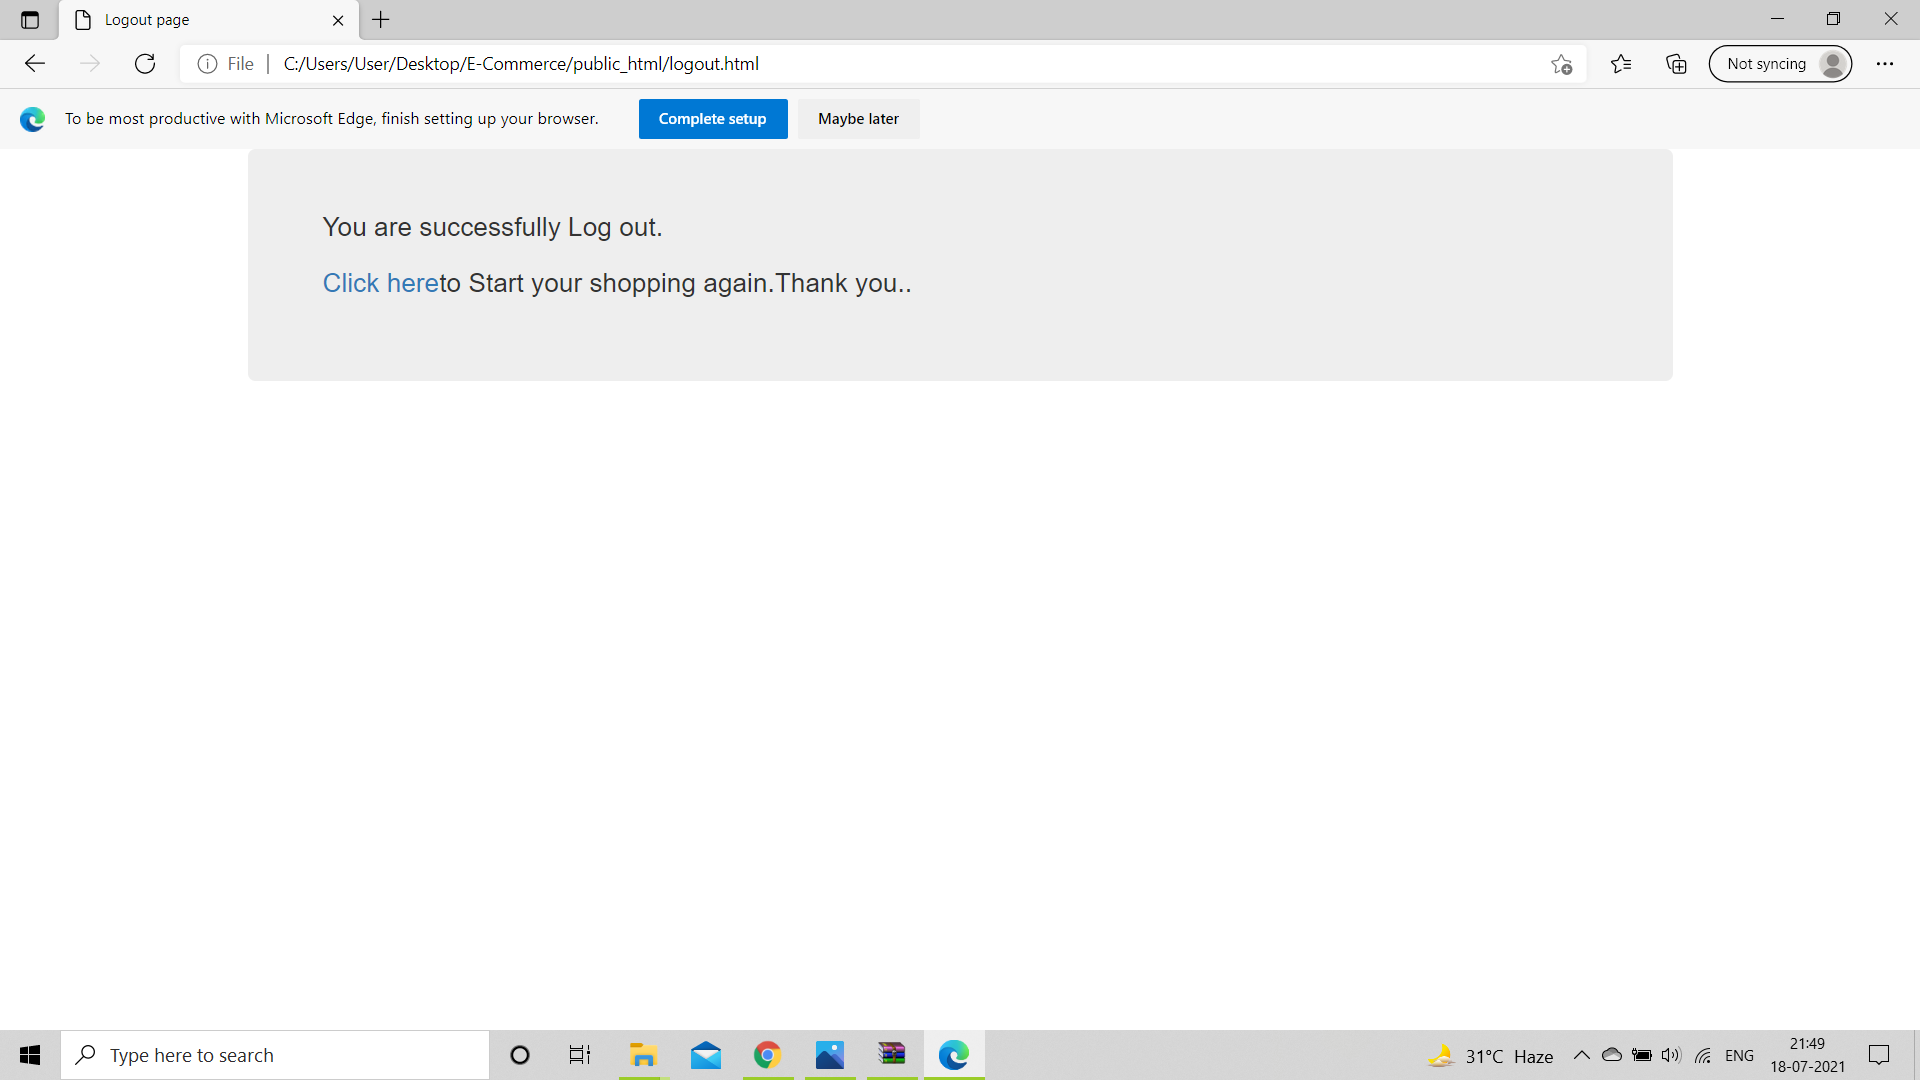 Logout page
File
C:/Users/User/Desktop/E-Commerce/public_html/logout.html
Not syncing
To be most productive with Microsoft Edge, finish setting up your browser.
Complete setup
Maybe later
You are successfully Log out.
Click hereto Start your shopping again.Thank you..
Type here to search
31°C Haze
ENG
21:49
18-07-2021